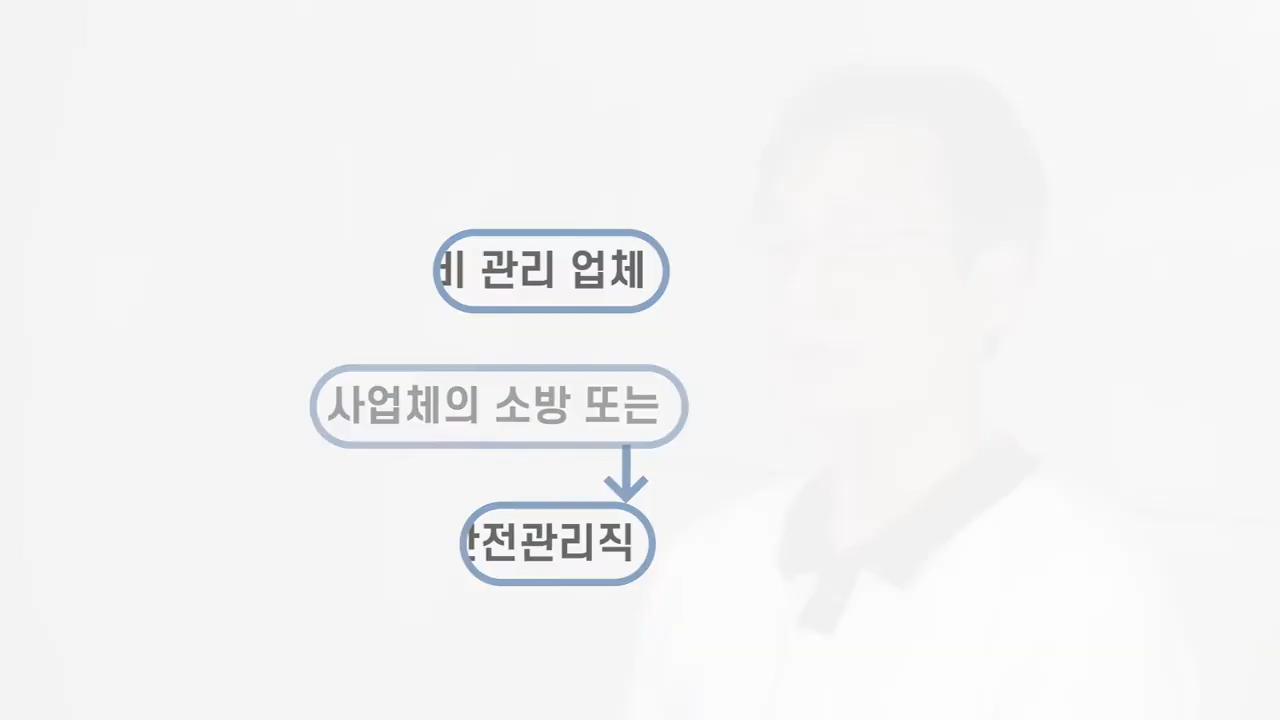 관리 업체
사업체의 소방 또는
전관리직